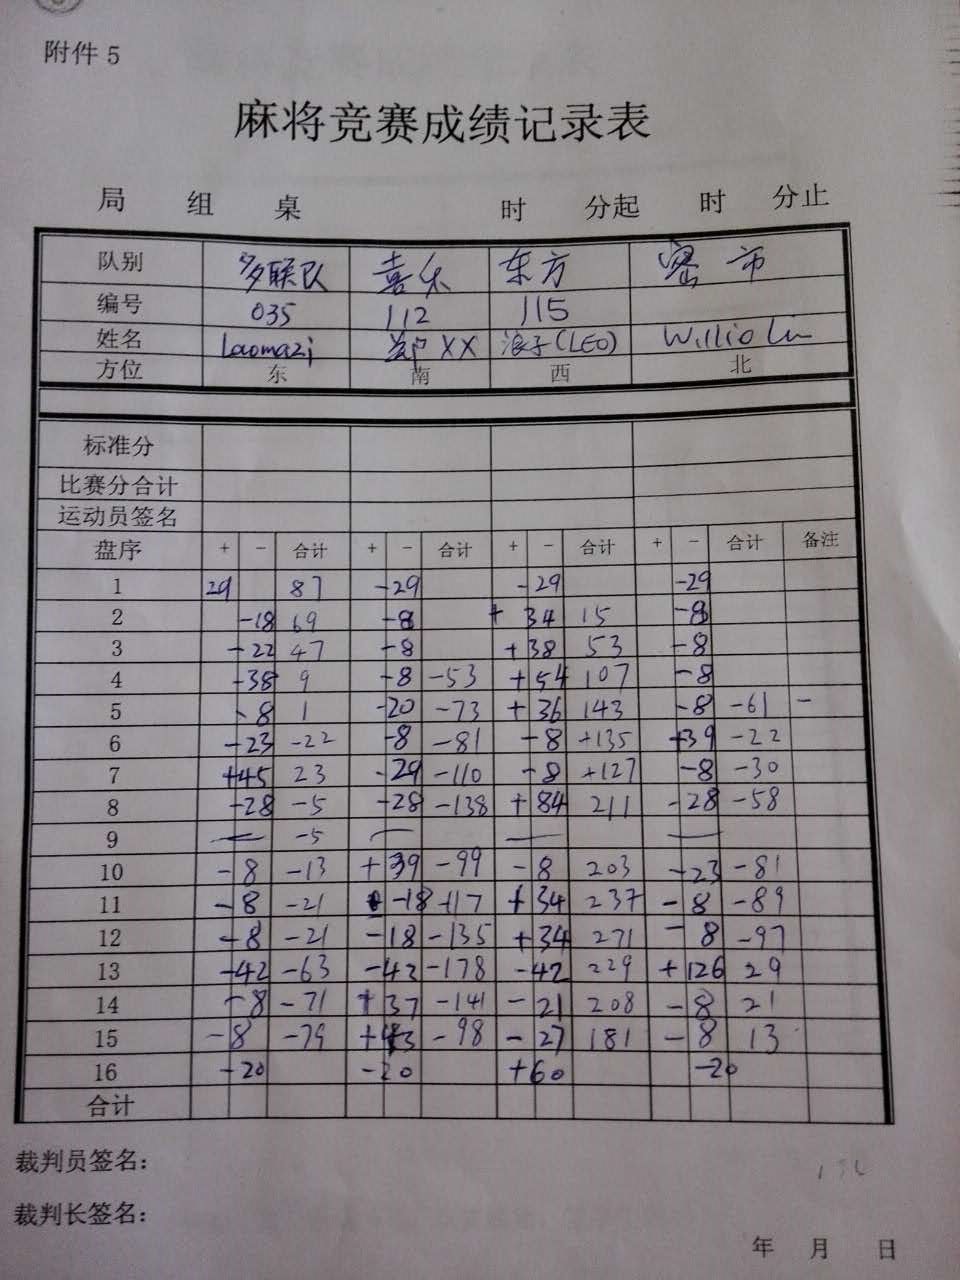 附件 5
麻将竞赛成绩记录表
局 组 桌 时 分起 时 分止
队别 多联队 喜乐 东方 密市
编号 035 112 115
姓名 Laomazi XX 浪子(LEO) Willio Lin
方位 东 南 西 北
标准分
比赛分合计
运动员签名
盘序 + - 合计 + - 合计 + - 合计 + - 合计 备注
1 29 87 -29 -29 -29
2 -18 69 -8 + 34 15 -8
3 -22 47 -8 +38 53 -8
4 -38 9 -8 -53 +54 107 -8
5 -8 1 -20 -73 +36 143 -8 -61 -
6 -23 -22 -8 -81 -8 +135 +39 -22
7 +45 23 -29 -110 -8 +127 -8 -30
8 -28 -5 -28 -138 +84 211 -28 -58
9 — -5 — — —
10 -8 -13 +39 -99 -8 203 -23 -81
11 -8 -21 -18 -117 +34 237 -8 -89
12 -8 -21 -18 -135 +34 271 -8 -97
13 -42 -63 -43 -178 -42 229 +126 29
14 -8 -71 +37 -141 -21 208 -8 21
15 -8 -79 +43 -98 -27 181 -8 13
16 -20 -20 +60 -20
合计
裁判员签名：
裁判长签名：
年 月 日